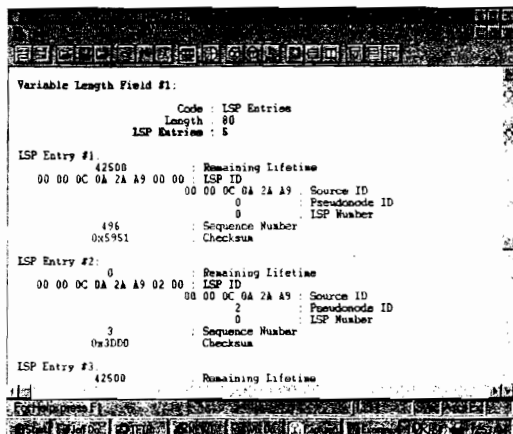 Variable Length Field #1:
Code : LSP Entries
Length : 80
LSP Entries : 5
LSP Entry #1.
42500 : Remaining Lifetime
00 00 0C 0A 2A A9 00 00 : LSP ID
00 00 0C 0A 2A A9 : Source ID
0 : Pseudonode ID
0 : LSP Number
496 : Sequence Number
0x5951 : Checksum
LSP Entry #2:
0 : Remaining Lifetime
00 00 0C 0A 2A A9 02 00 : LSP ID
00 00 0C 0A 2A A9 : Source ID
2 : Pseudonode ID
0 : LSP Number
3 : Sequence Number
0x3DD0 Checksum
LSP Entry #3.
42500 : Remaining Lifetime